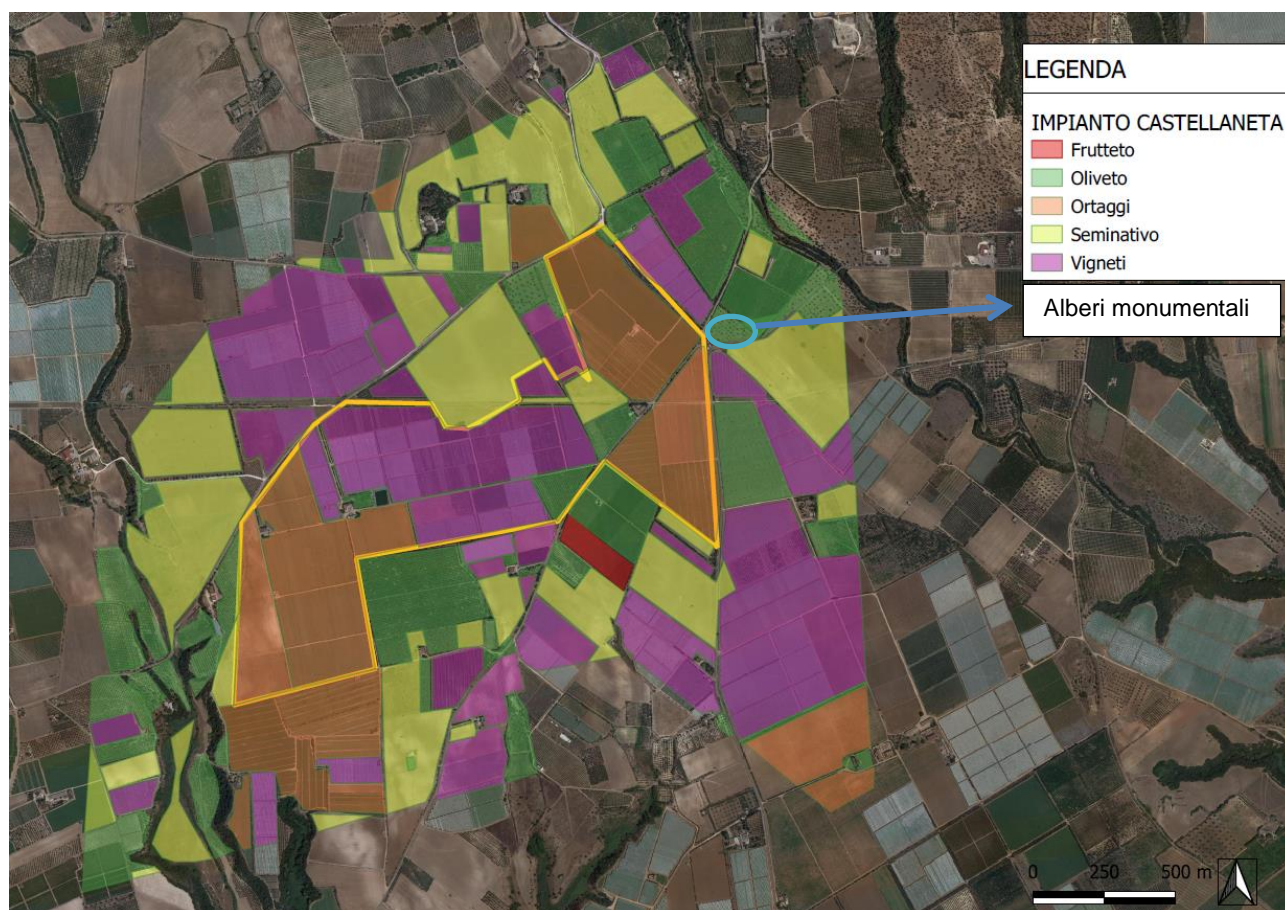 LEGENDA
IMPIANTO CASTELLANETA
Frutteto
Oliveto
Ortaggi
Seminativo
Vigneti
Alberi monumentali
0 250 500 m